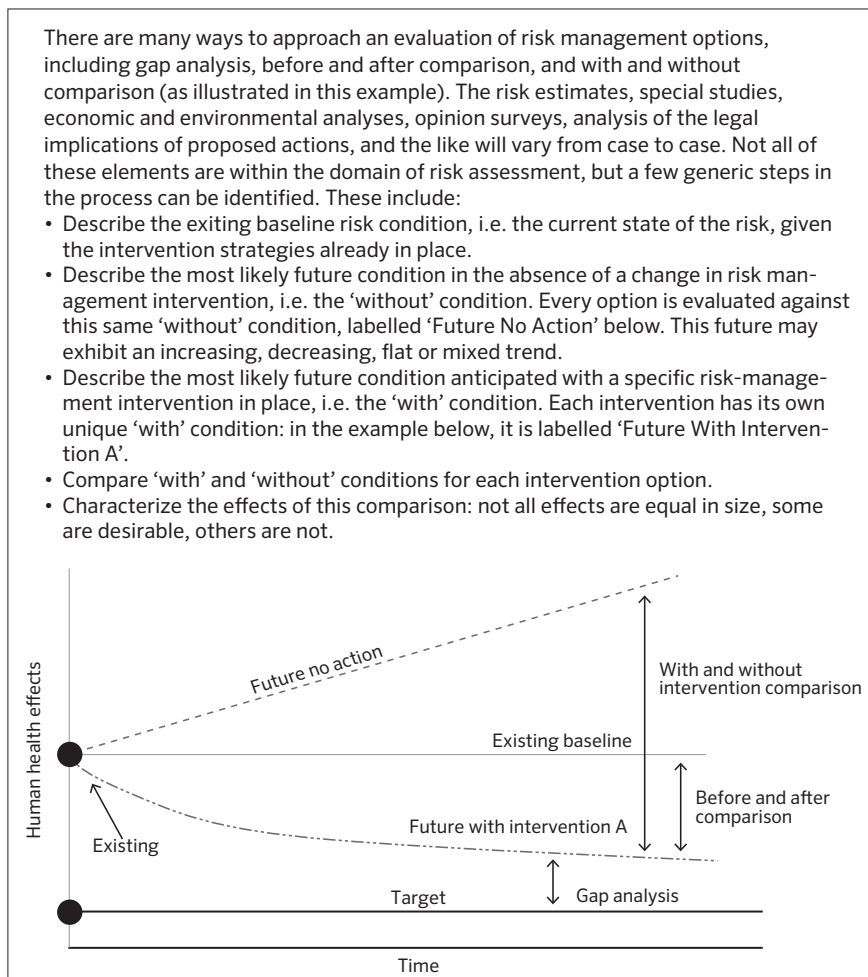 There are many ways to approach an evaluation of risk management options,
including gap analysis, before and after comparison, and with and without
comparison (as illustrated in this example). The risk estimates, special studies,
economic and environmental analyses, opinion surveys, analysis of the legal
implications of proposed actions, and the like will vary from case to case. Not all of
these elements are within the domain of risk assessment, but a few generic steps in
the process can be identified. These include:
• Describe the exiting baseline risk condition, i.e. the current state of the risk, given
the intervention strategies already in place.
• Describe the most likely future condition in the absence of a change in risk man-
agement intervention, i.e. the ‘without’ condition. Every option is evaluated against
this same ‘without’ condition, labelled ‘Future No Action’ below. This future may
exhibit an increasing, decreasing, flat or mixed trend.
• Describe the most likely future condition anticipated with a specific risk-manage-
ment intervention in place, i.e. the ‘with’ condition. Each intervention has its own
unique ‘with’ condition: in the example below, it is labelled ‘Future With Interven-
tion A’.
• Compare ‘with’ and ‘without’ conditions for each intervention option.
• Characterize the effects of this comparison: not all effects are equal in size, some
are desirable, others are not.
Human health effects
Future no action
With and without
intervention comparison
Existing baseline
Before and after
comparison
Future with intervention A
Existing
Target
Gap analysis
Time